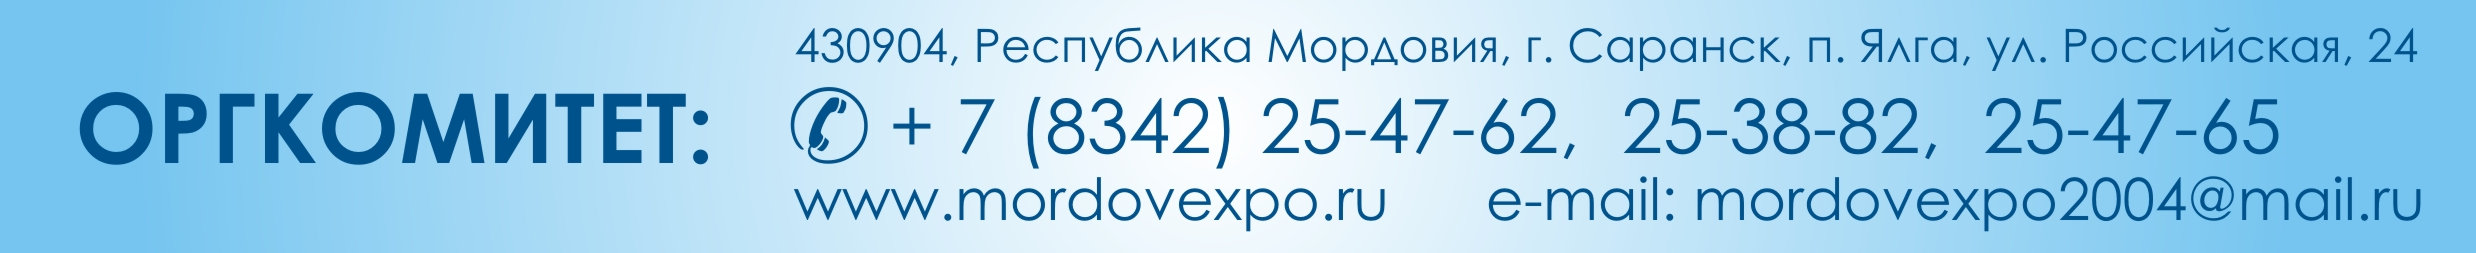 430904, Республика Мордовия, г. Саранск, п. Ялга, ул. Российская, 24
ОРГКОМИТЕТ: + 7 (8342) 25-47-62, 25-38-82, 25-47-65
www.mordovexpo.ru e-mail: mordovexpo2004@mail.ru